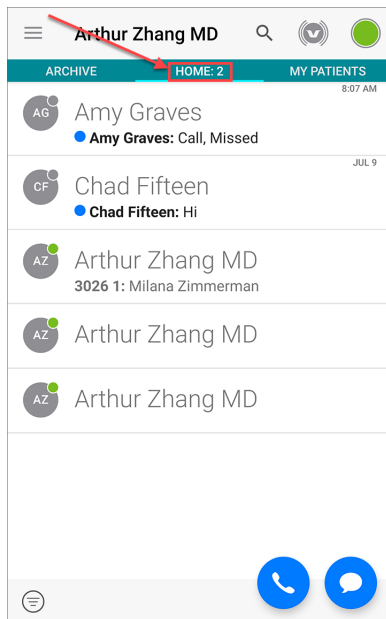 Arthur Zhang MD
ARCHIVE HOME: 2 MY PATIENTS
8:07 AM
AG Amy Graves
Amy Graves: Call, Missed
JUL 9
CF Chad Fifteen
Chad Fifteen: Hi
AZ Arthur Zhang MD
3026 1: Milana Zimmerman
AZ Arthur Zhang MD
AZ Arthur Zhang MD